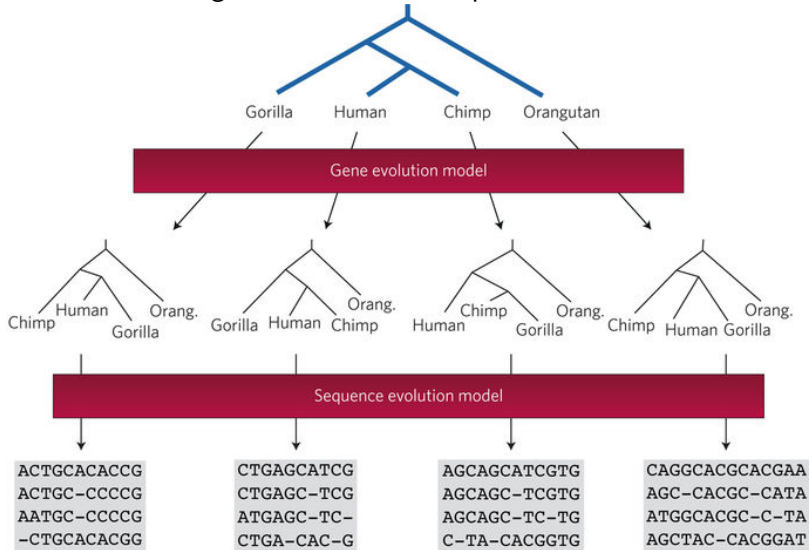 Gorilla Human Chimp Orangutan
Gene evolution model
Chimp Human Gorilla Orang.
Gorilla Human Chimp Orang.
Human Chimp Gorilla Orang.
Chimp Human Gorilla Orang.
Sequence evolution model
ACTGCACACCG
ACTGC-CCCCG
AATGC-CCCCG
-CTGCACACGG
CTGAGCATCG
CTGAGC-TCG
ATGAGC-TC-
CTGA-CAC-G
AGCAGCATCGTG
AGCAGC-TCGTG
AGCAGC-TC-TG
C-TA-CACGGTG
CAGGCACGCACGAA
AGC-CACGC-CATA
ATGGCACGC-C-TA
AGCTAC-CACGGAT